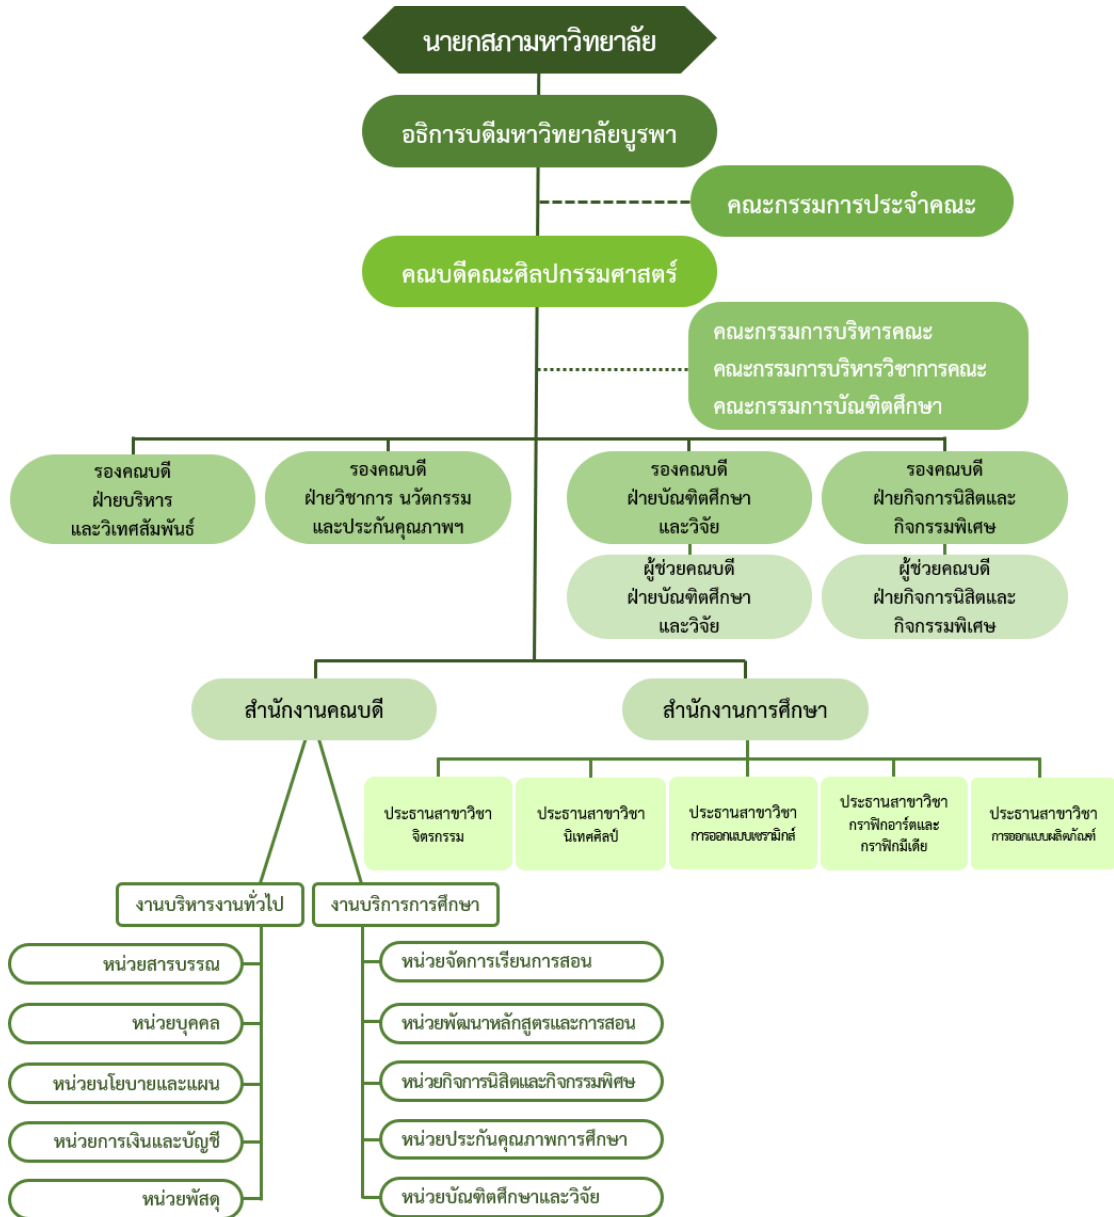 นายกสภามหาวิทยาลัย
อธิการบดีมหาวิทยาลัยบูรพา
คณะกรรมการประจำคณะ
คณบดีคณะศิลปกรรมศาสตร์
คณะกรรมการบริหารคณะ
คณะกรรมการบริหารวิชาการคณะ
คณะกรรมการบัณฑิตศึกษา
รองคณบดี
ฝ่ายบริหาร
และวิเทศสัมพันธ์
รองคณบดี
ฝ่ายวิชาการ นวัตกรรม
และประกันคุณภาพฯ
รองคณบดี
ฝ่ายบัณฑิตศึกษา
และวิจัย
รองคณบดี
ฝ่ายกิจการนิสิตและ
กิจกรรมพิเศษ
ผู้ช่วยคณบดี
ฝ่ายบัณฑิตศึกษา
และวิจัย
ผู้ช่วยคณบดี
ฝ่ายกิจการนิสิตและ
กิจกรรมพิเศษ
สำนักงานคณบดี
สำนักงานการศึกษา
ประธานสาขาวิชา
จิตรกรรม
ประธานสาขาวิชา
นิเทศศิลป์
ประธานสาขาวิชา
การออกแบบเซรามิกส์
ประธานสาขาวิชา
กราฟิกอาร์ตและ
กราฟิกมีเดีย
ประธานสาขาวิชา
การออกแบบผลิตภัณฑ์
งานบริหารงานทั่วไป
งานบริการการศึกษา
หน่วยสารบรรณ
หน่วยบุคคล
หน่วยนโยบายและแผน
หน่วยการเงินและบัญชี
หน่วยพัสดุ
หน่วยจัดการเรียนการสอน
หน่วยพัฒนาหลักสูตรและการสอน
หน่วยกิจการนิสิตและกิจกรรมพิศษ
หน่วยประกันคุณภาพการศึกษา
หน่วยบัณฑิตศึกษาและวิจัย